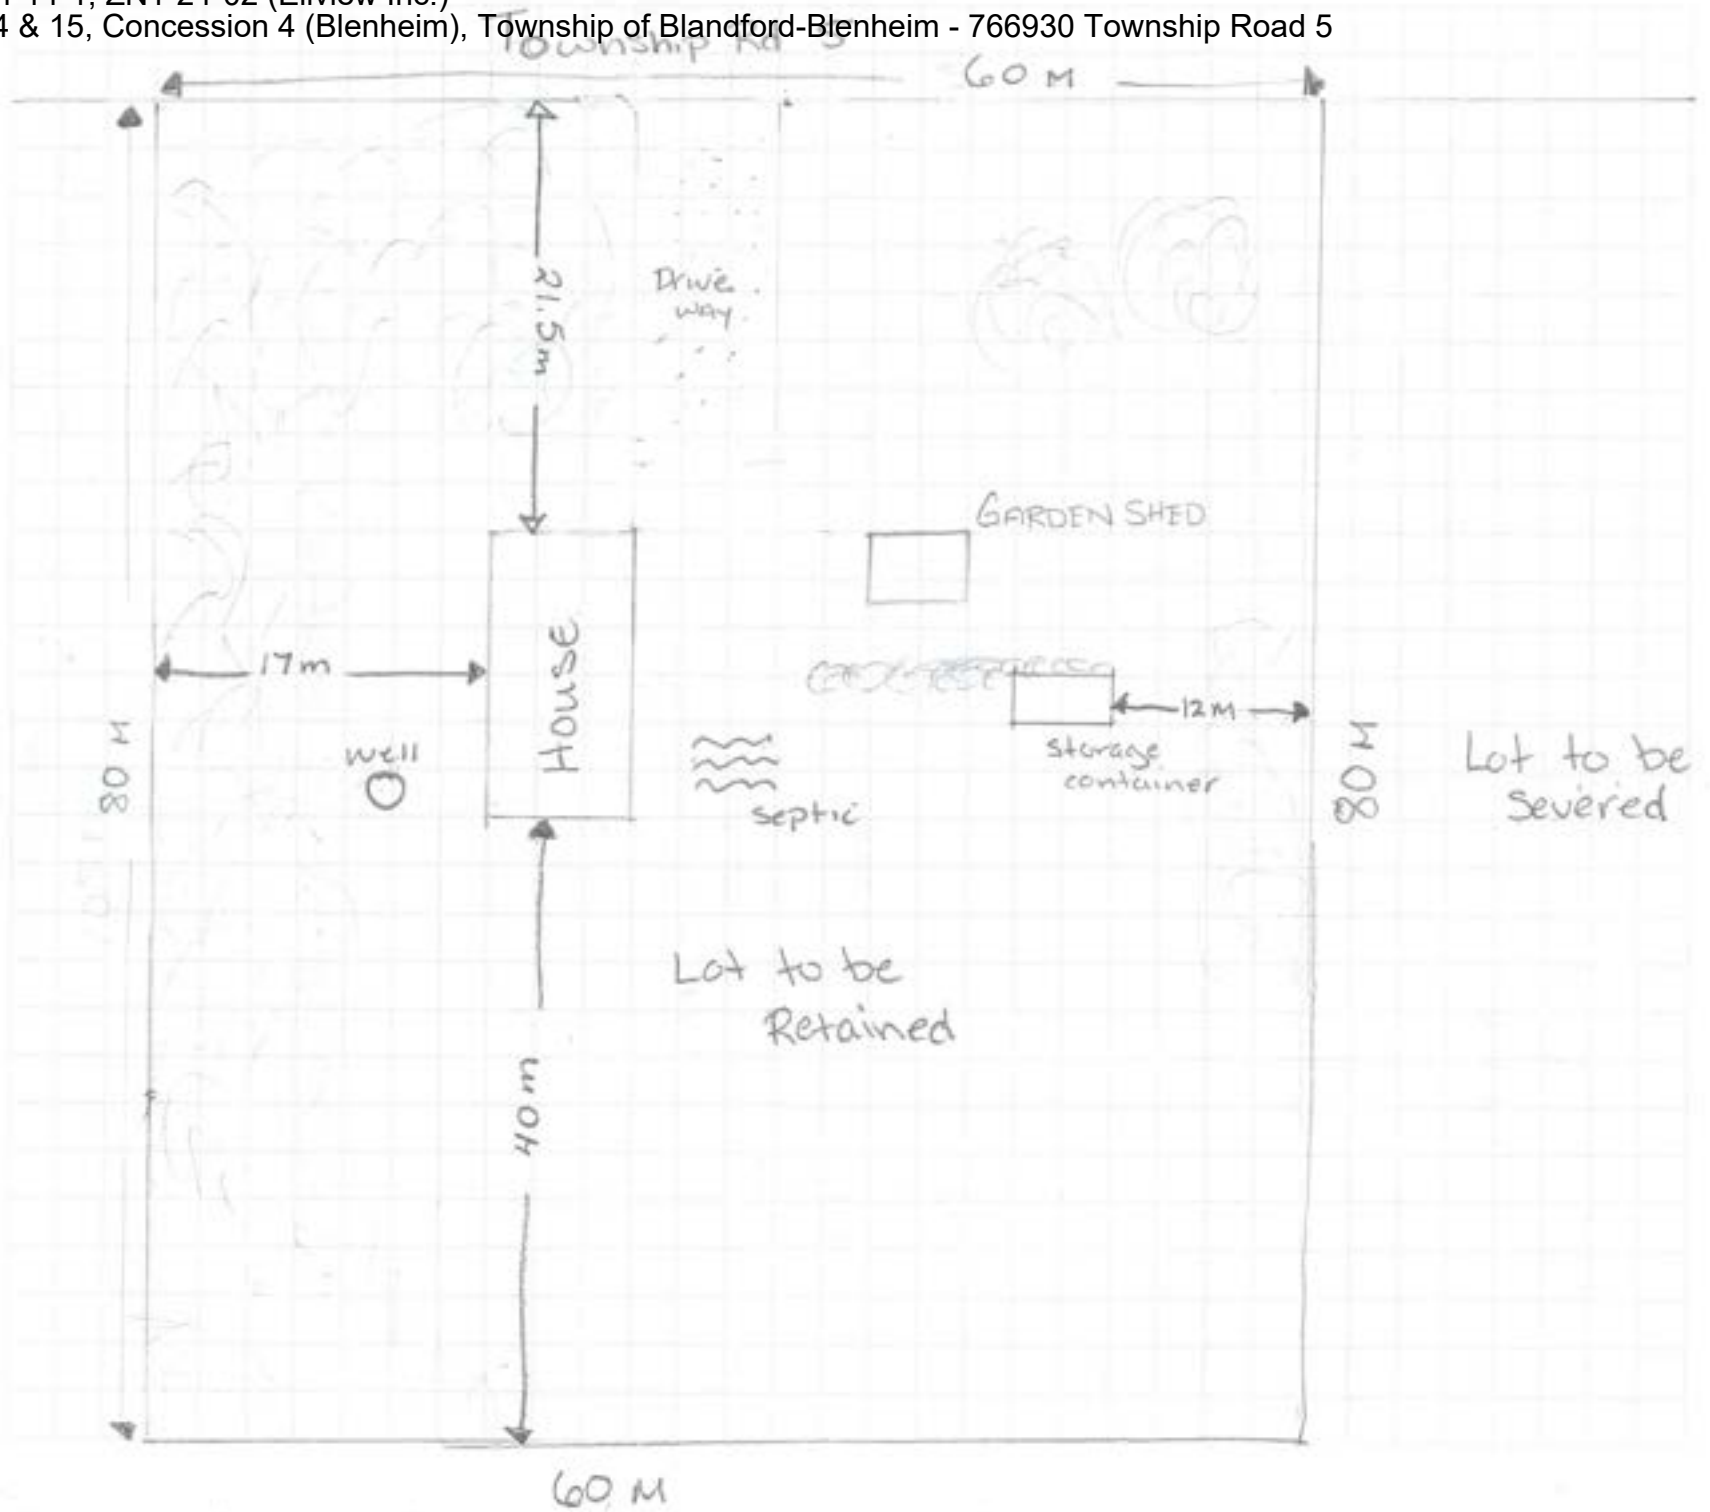 4 & 15, Concession 4 (Blenheim), Township of Blandford-Blenheim - 766930 Township Road 5
Township Rd 5
60 M
21.5m
Drive
way
GARDEN SHED
17m
House
12m
80 M
well
septic
storage
container
80 M
Lot to be
Severed
Lot to be
Retained
40m
60 M